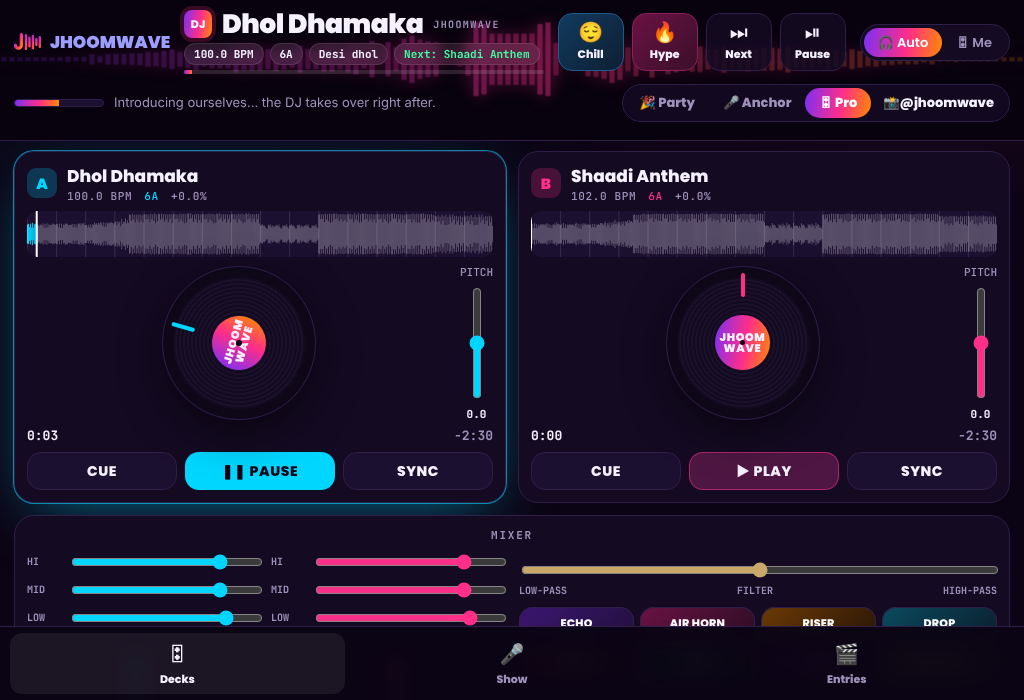 JHOOMWAVE
DJ Dhol Dhamaka JHOOMWAVE
100.0 BPM 6A Desi dhol Next: Shaadi Anthem
Chill
Hype
Next
Pause
Auto
Me
Introducing ourselves... the DJ takes over right after.
Party
Anchor
Pro
@jhoomwave
A Dhol Dhamaka
100.0 BPM 6A +0.0%
PITCH
JHOOM
WAVE
0.0
0:03 -2:30
CUE PAUSE SYNC
B Shaadi Anthem
102.0 BPM 6A +0.0%
PITCH
JHOOM
WAVE
0.0
0:00 -2:30
CUE PLAY SYNC
MIXER
HI HI
MID MID
LOW LOW
LOW-PASS FILTER HIGH-PASS
ECHO AIR HORN RISER DROP
Decks Show Entries